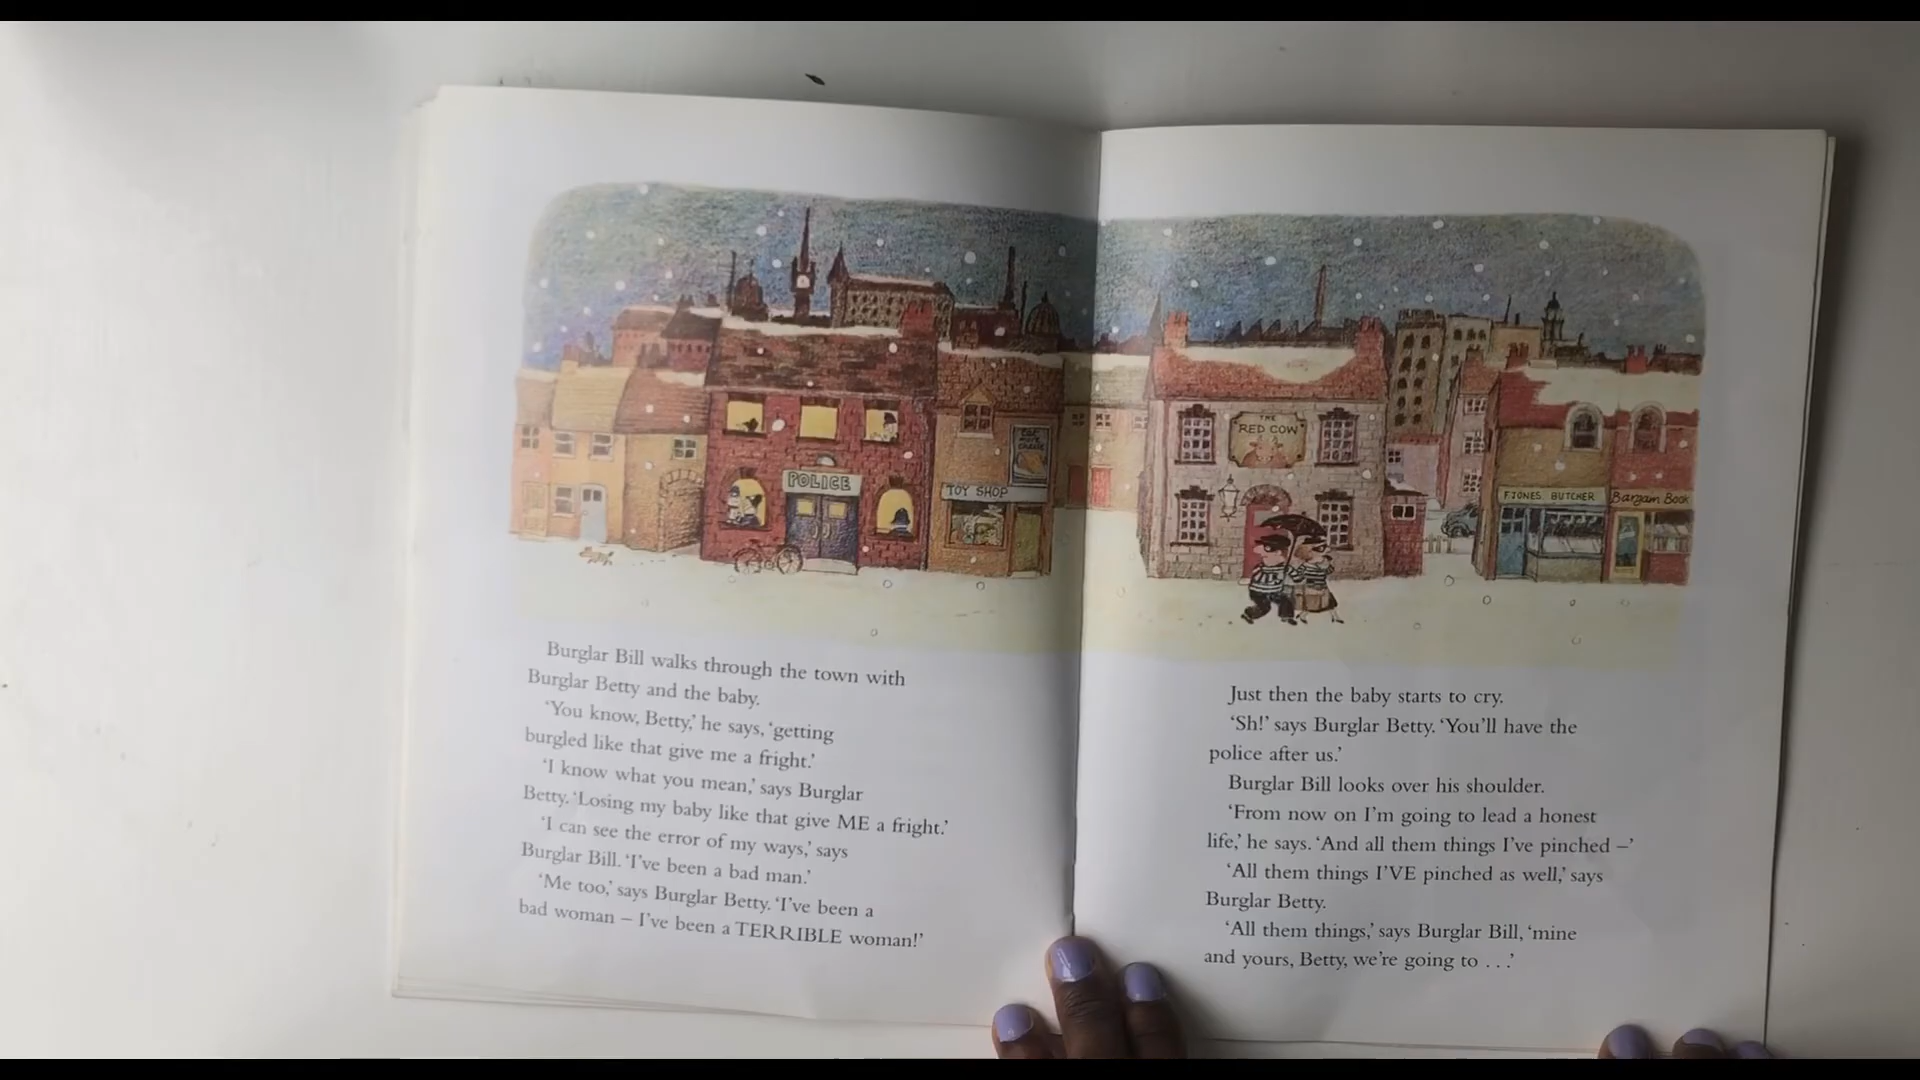 POLICE
TOY SHOP
THE
RED COW
F JONES. BUTCHER
Bargain Book
Burglar Bill walks through the town with
Burglar Betty and the baby.
‘You know, Betty,’ he says, ‘getting
burgled like that give me a fright.’
‘I know what you mean,’ says Burglar
Betty. ‘Losing my baby like that give ME a fright.’
‘I can see the error of my ways,’ says
Burglar Bill. ‘I’ve been a bad man.’
‘Me too,’ says Burglar Betty. ‘I’ve been a
bad woman – I’ve been a TERRIBLE woman!’
Just then the baby starts to cry.
‘Sh!’ says Burglar Betty. ‘You’ll have the
police after us.’
Burglar Bill looks over his shoulder.
‘From now on I’m going to lead a honest
life,’ he says. ‘And all them things I’ve pinched –’
‘All them things I’VE pinched as well,’ says
Burglar Betty.
‘All them things,’ says Burglar Bill, ‘mine
and yours, Betty, we’re going to . . .’